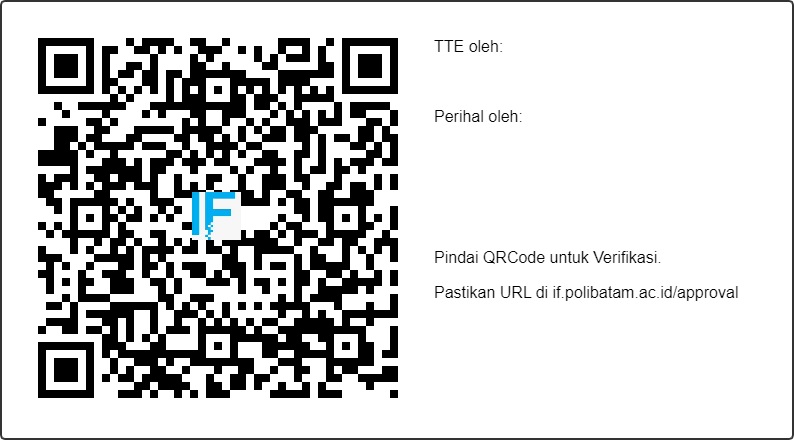 TTE oleh:
Perihal oleh:
IF
Pindai QRCode untuk Verifikasi.
Pastikan URL di if.polibatam.ac.id/approval